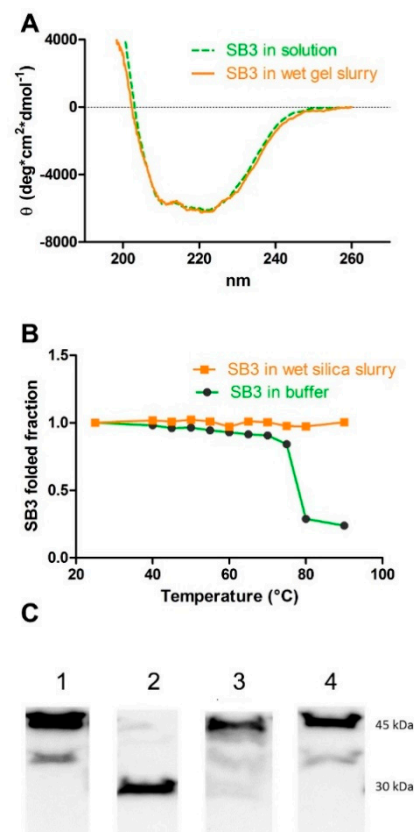 A
4000
0
-4000
-8000
θ (deg*cm²*dmol⁻¹)
SB3 in solution
SB3 in wet gel slurry
200
220
240
260
nm
B
1.5
1.0
0.5
0.0
SB3 folded fraction
SB3 in wet silica slurry
SB3 in buffer
20
40
60
80
100
Temperature (°C)
C
1 2 3 4
45 kDa
30 kDa